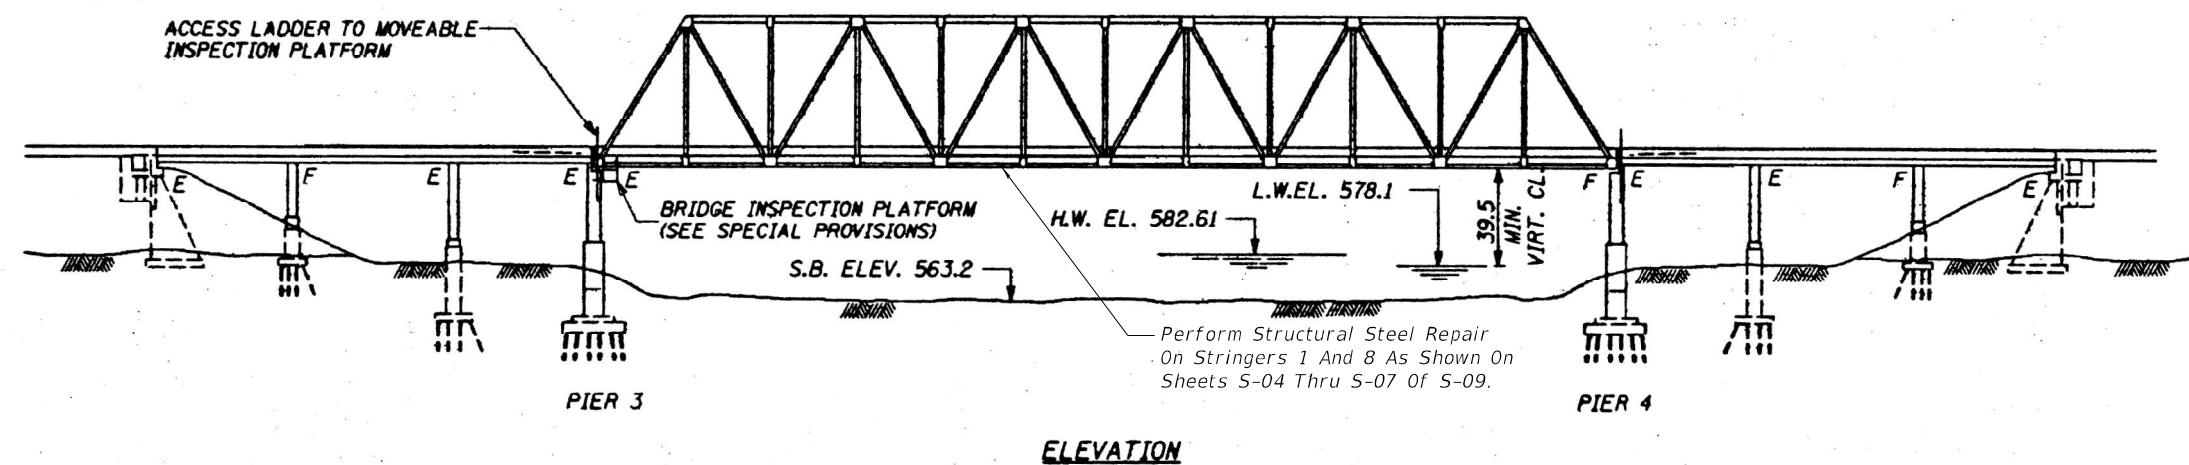 ACCESS LADDER TO MOVEABLE
INSPECTION PLATFORM
E
F
E
E
E
F
E
E
F
E
BRIDGE INSPECTION PLATFORM
(SEE SPECIAL PROVISIONS)
L.W.EL. 578.1
H.W. EL. 582.61
S.B. ELEV. 563.2
39.5
MIN.
VIRT. CL.
Perform Structural Steel Repair
On Stringers 1 And 8 As Shown On
Sheets S-04 Thru S-07 Of S-09.
PIER 3
PIER 4
ELEVATION